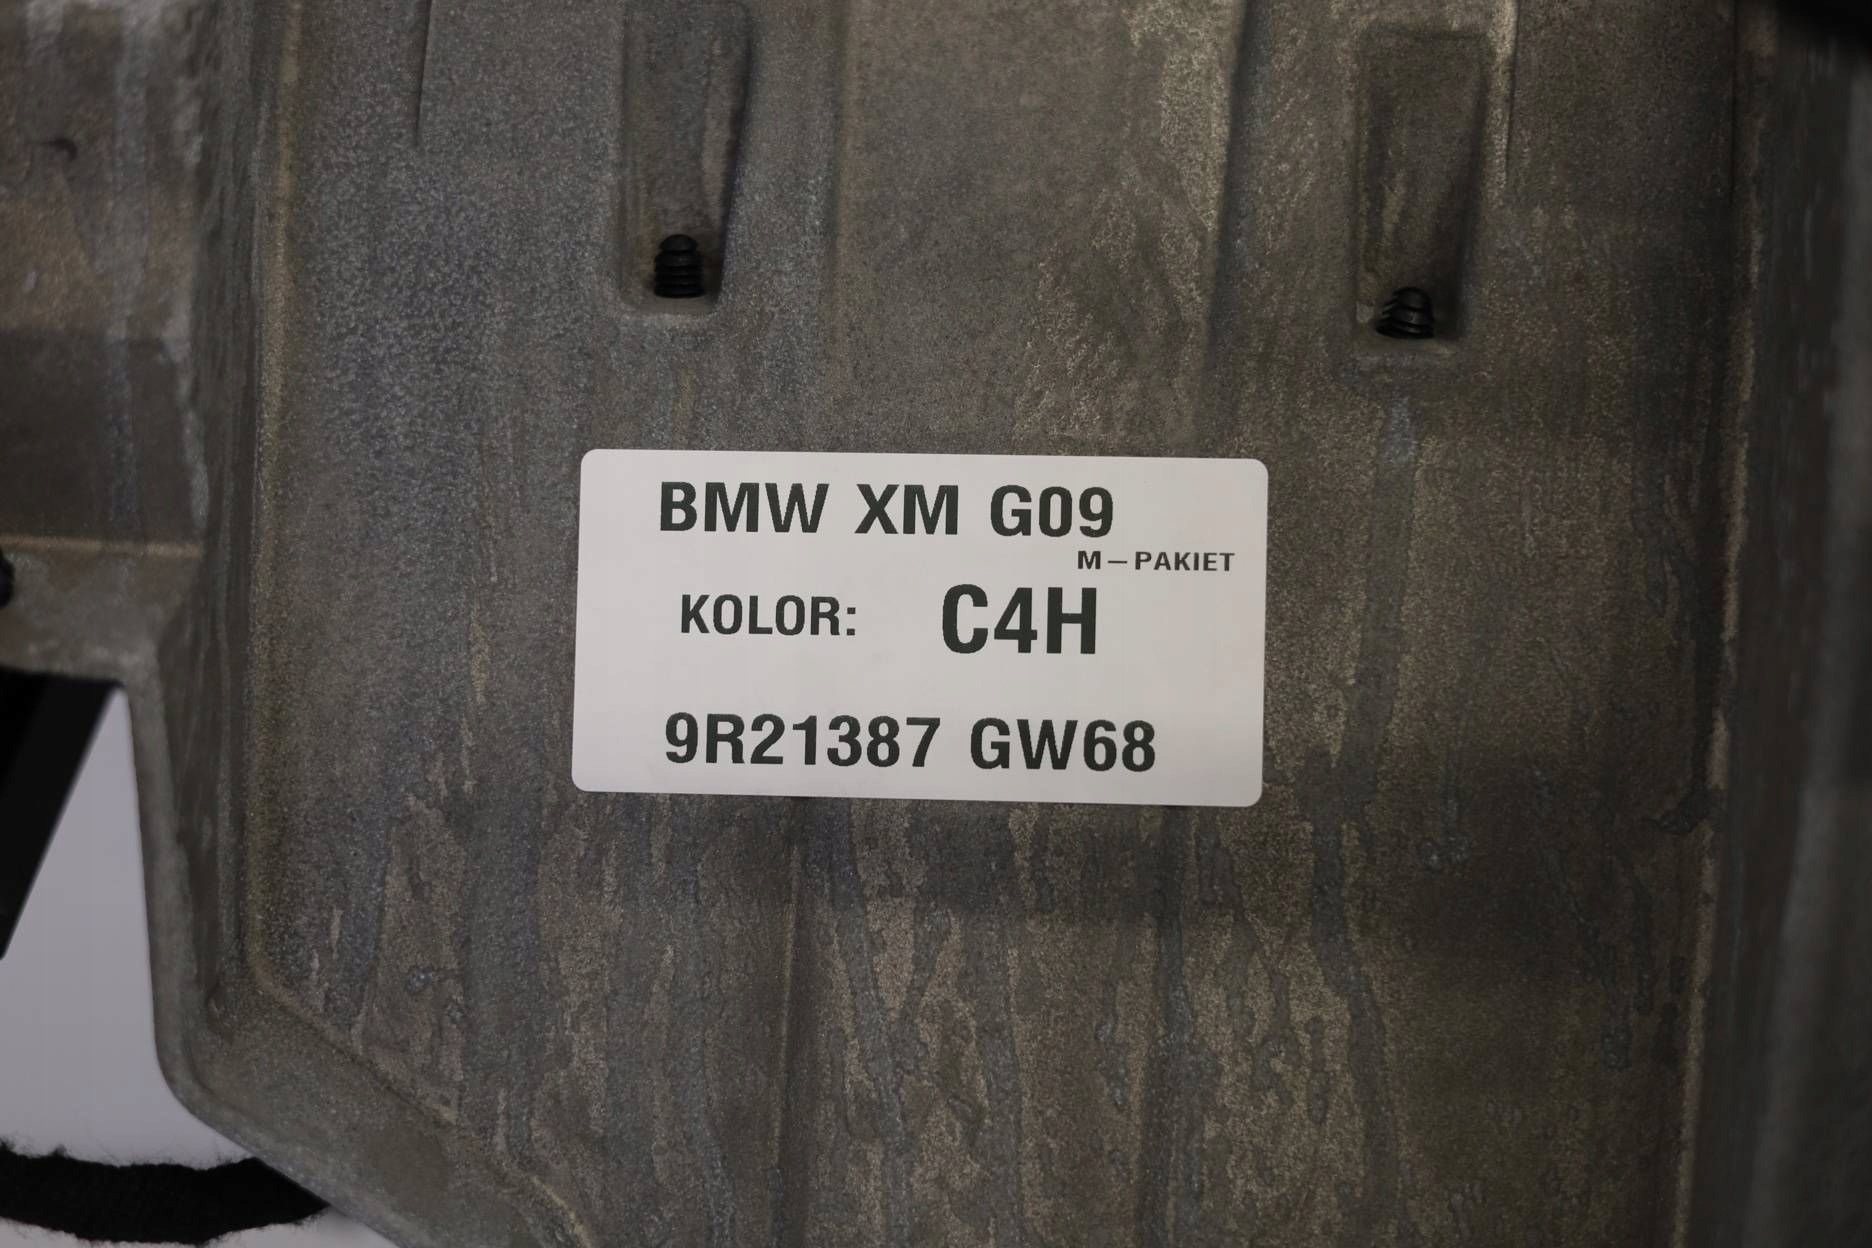 BMW XM G09
M-PAKIET
KOLOR: C4H
9R21387 GW68